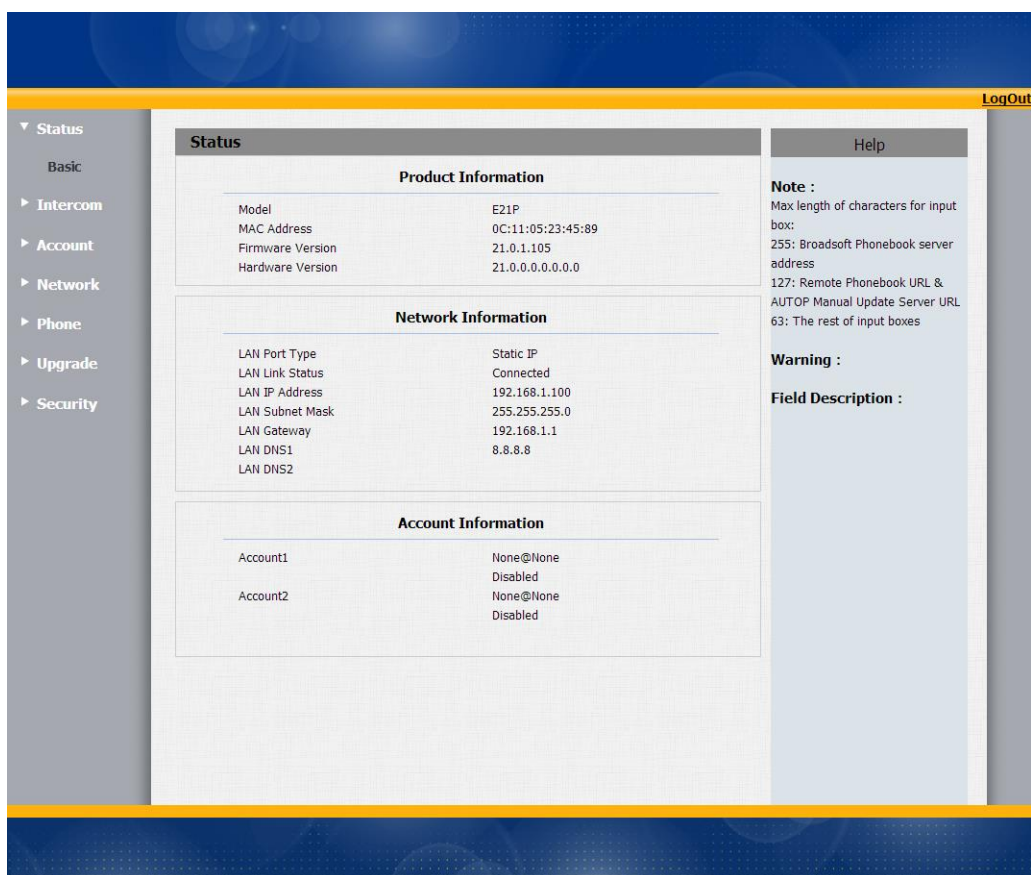 LogOut
Status
Basic
Intercom
Account
Network
Phone
Upgrade
Security
Status
Product Information
Model E21P
MAC Address 0C:11:05:23:45:89
Firmware Version 21.0.1.105
Hardware Version 21.0.0.0.0.0.0.0
Network Information
LAN Port Type Static IP
LAN Link Status Connected
LAN IP Address 192.168.1.100
LAN Subnet Mask 255.255.255.0
LAN Gateway 192.168.1.1
LAN DNS1 8.8.8.8
LAN DNS2
Account Information
Account1 None@None
Disabled
Account2 None@None
Disabled
Help
Note :
Max length of characters for input
box:
255: Broadsoft Phonebook server
address
127: Remote Phonebook URL &
AUTOP Manual Update Server URL
63: The rest of input boxes
Warning :
Field Description :